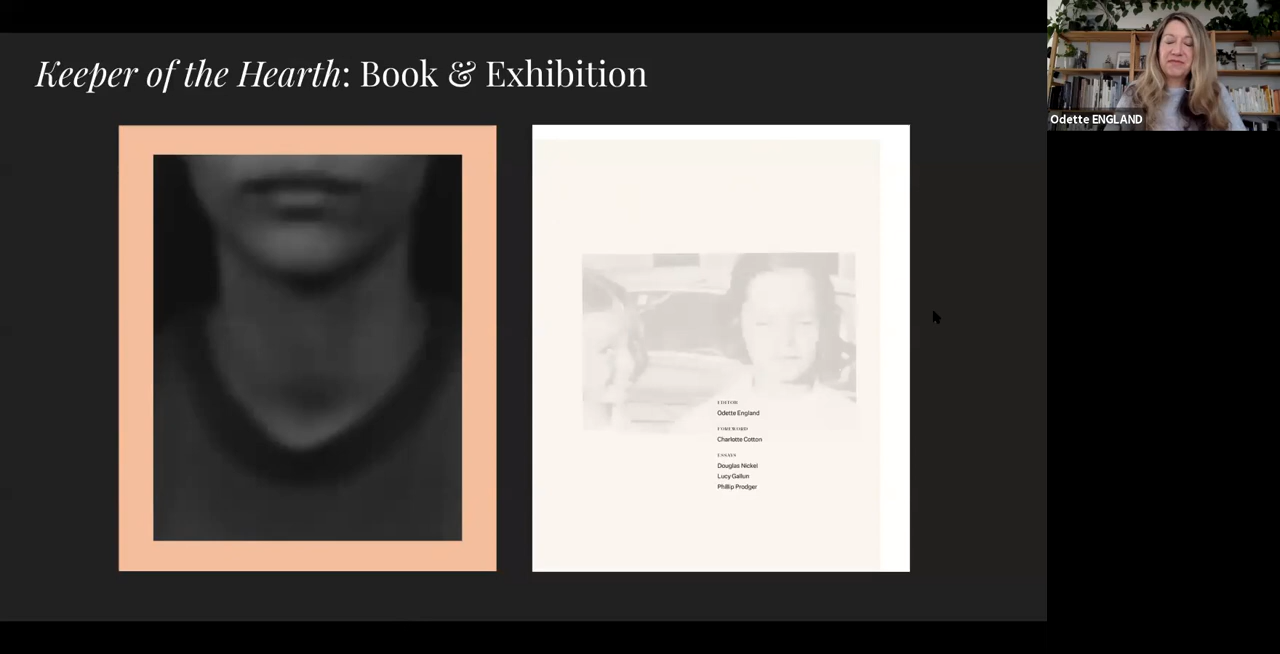 Keeper of the Hearth: Book & Exhibition
Odette ENGLAND
EDITOR
Odette England
FOREWORD
Charlotte Cotton
ESSAYS
Douglas Nickel
Lucy Gallun
Phillip Prodger